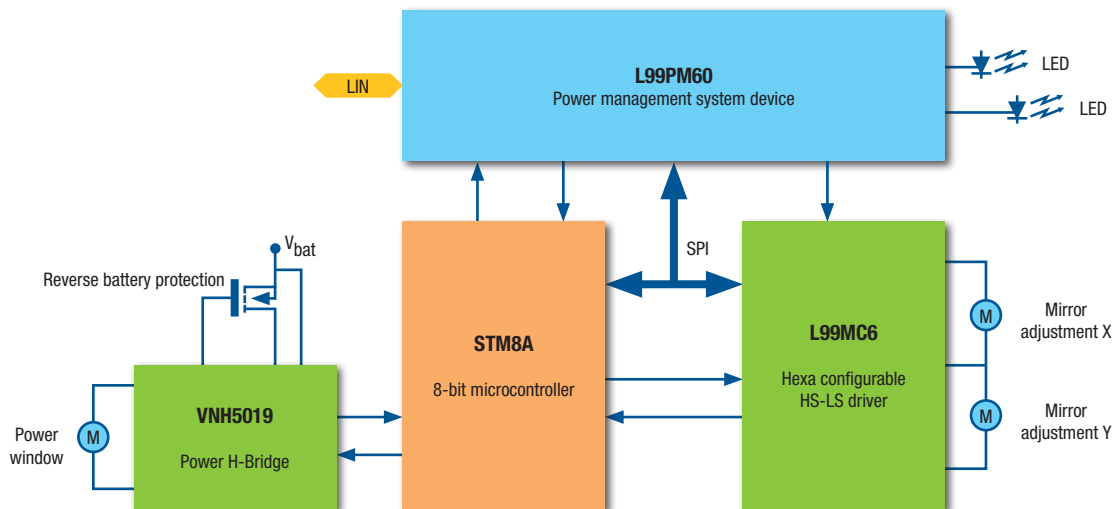 L99PM60
Power management system device
LIN
LED
LED
SPI
V_bat
Reverse battery protection
STM8A
8-bit microcontroller
L99MC6
Hexa configurable
HS-LS driver
M
Mirror
adjustment X
M
Mirror
adjustment Y
VNH5019
Power H-Bridge
M
Power
window